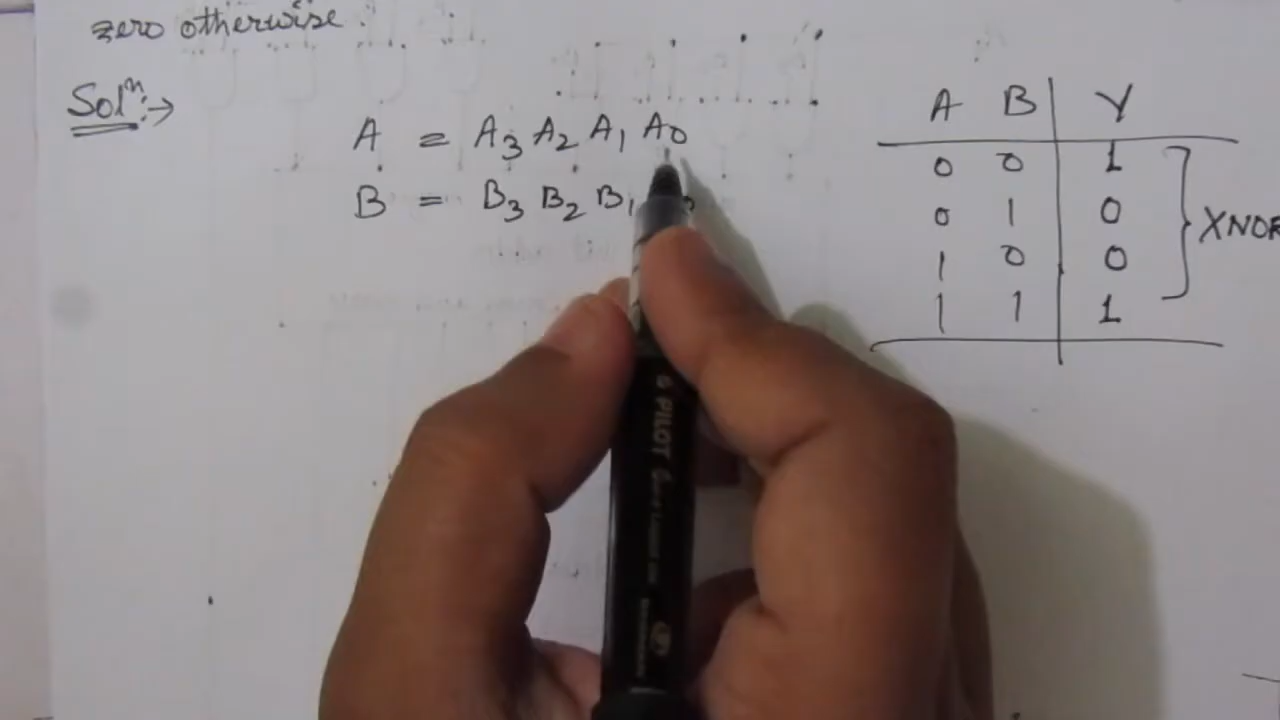 zero otherwise.
Solⁿ :→
A = A₃ A₂ A₁ A₀
B = B₃ B₂ B₁
A B Y
0 0 1
0 1 0
1 0 0
1 1 1
XNOR
PILOT